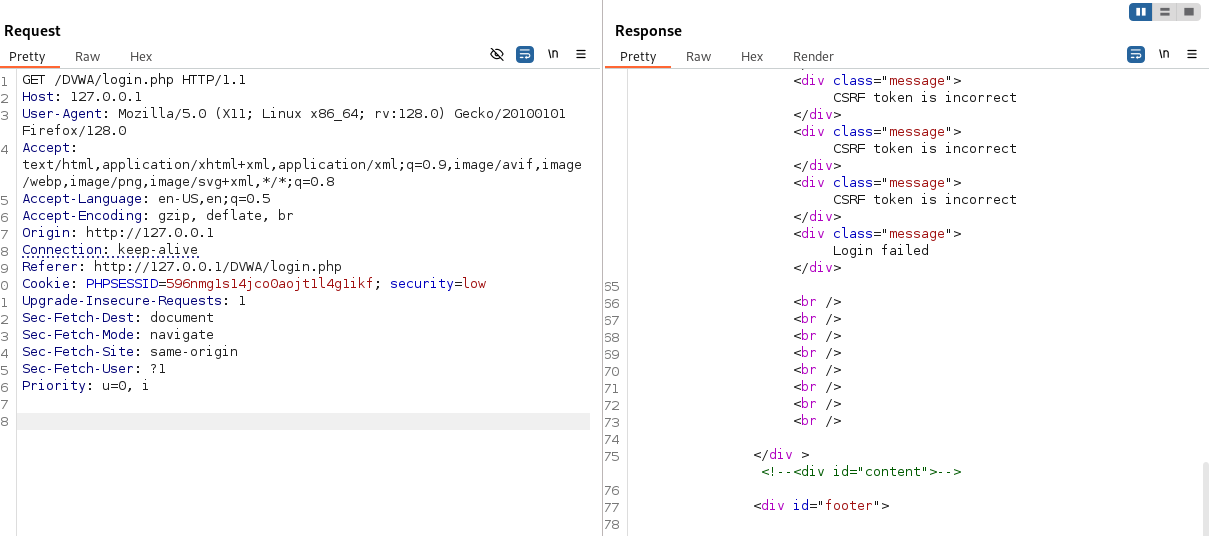 Request
Pretty Raw Hex \n
1 GET /DVWA/login.php HTTP/1.1
2 Host: 127.0.0.1
3 User-Agent: Mozilla/5.0 (X11; Linux x86_64; rv:128.0) Gecko/20100101
Firefox/128.0
4 Accept:
text/html,application/xhtml+xml,application/xml;q=0.9,image/avif,image
/webp,image/png,image/svg+xml,*/*;q=0.8
5 Accept-Language: en-US,en;q=0.5
6 Accept-Encoding: gzip, deflate, br
7 Origin: http://127.0.0.1
8 Connection: keep-alive
9 Referer: http://127.0.0.1/DVWA/login.php
0 Cookie: PHPSESSID=596nmg1s14jco0aojt1l4g1ikf; security=low
1 Upgrade-Insecure-Requests: 1
2 Sec-Fetch-Dest: document
3 Sec-Fetch-Mode: navigate
4 Sec-Fetch-Site: same-origin
5 Sec-Fetch-User: ?1
6 Priority: u=0, i
7
8
Response
Pretty Raw Hex Render \n
<div class="message">
CSRF token is incorrect
</div>
<div class="message">
CSRF token is incorrect
</div>
<div class="message">
CSRF token is incorrect
</div>
<div class="message">
Login failed
</div>
65
66 <br />
67 <br />
68 <br />
69 <br />
70 <br />
71 <br />
72 <br />
73 <br />
74
75 </div >
<!--<div id="content">-->
76
77 <div id="footer">
78